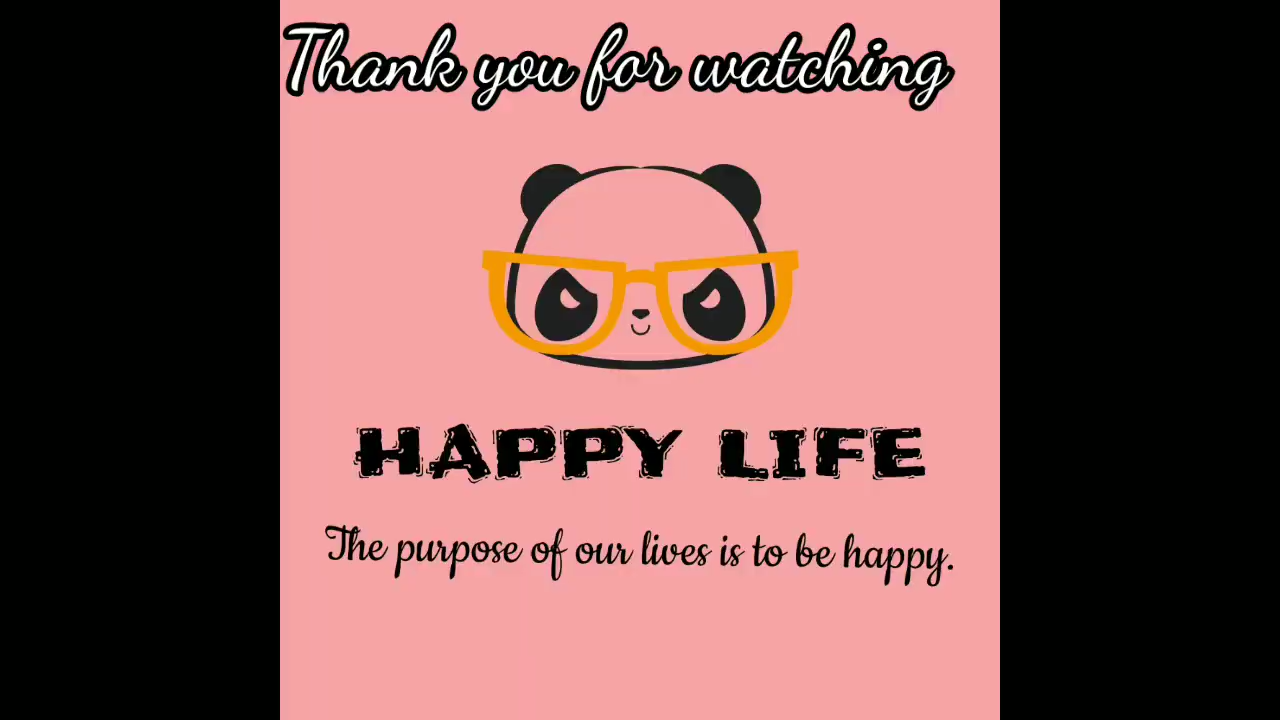 Thank you for watching
HAPPY LIFE
The purpose of our lives is to be happy.